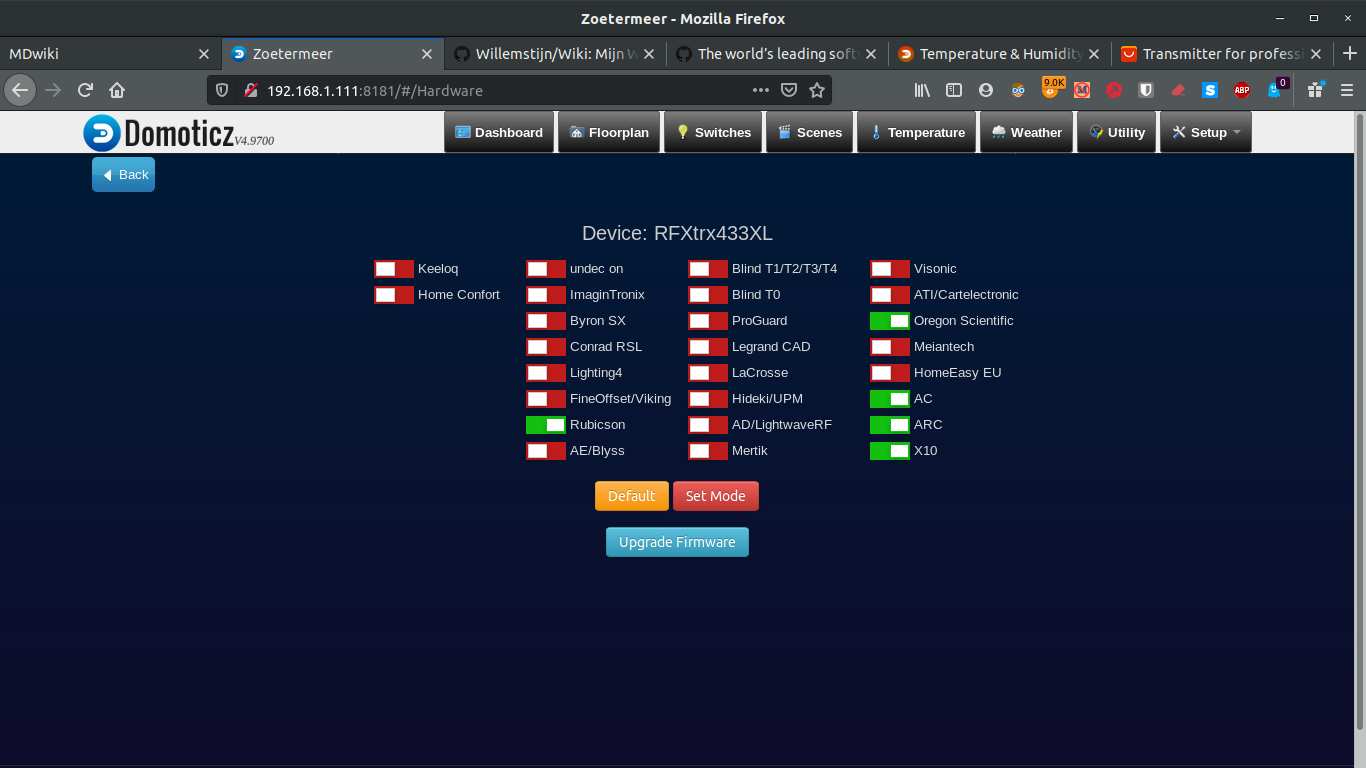 Zoetermeer - Mozilla Firefox
MDwiki
Zoetermeer
Willemstijn/Wiki: Mijn W
The world's leading soft
Temperature & Humidity
Transmitter for professi
192.168.1.111:8181/#/Hardware
9.0K
S
ABP
0
Domoticz V4.9700
Dashboard
Floorplan
Switches
Scenes
Temperature
Weather
Utility
Setup
Back
Device: RFXtrx433XL
Keeloq undec on Blind T1/T2/T3/T4 Visonic
Home Confort ImaginTronix Blind T0 ATI/Cartelectronic
Byron SX ProGuard Oregon Scientific
Conrad RSL Legrand CAD Meiantech
Lighting4 LaCrosse HomeEasy EU
FineOffset/Viking Hideki/UPM AC
Rubicson AD/LightwaveRF ARC
AE/Blyss Mertik X10
Default Set Mode
Upgrade Firmware